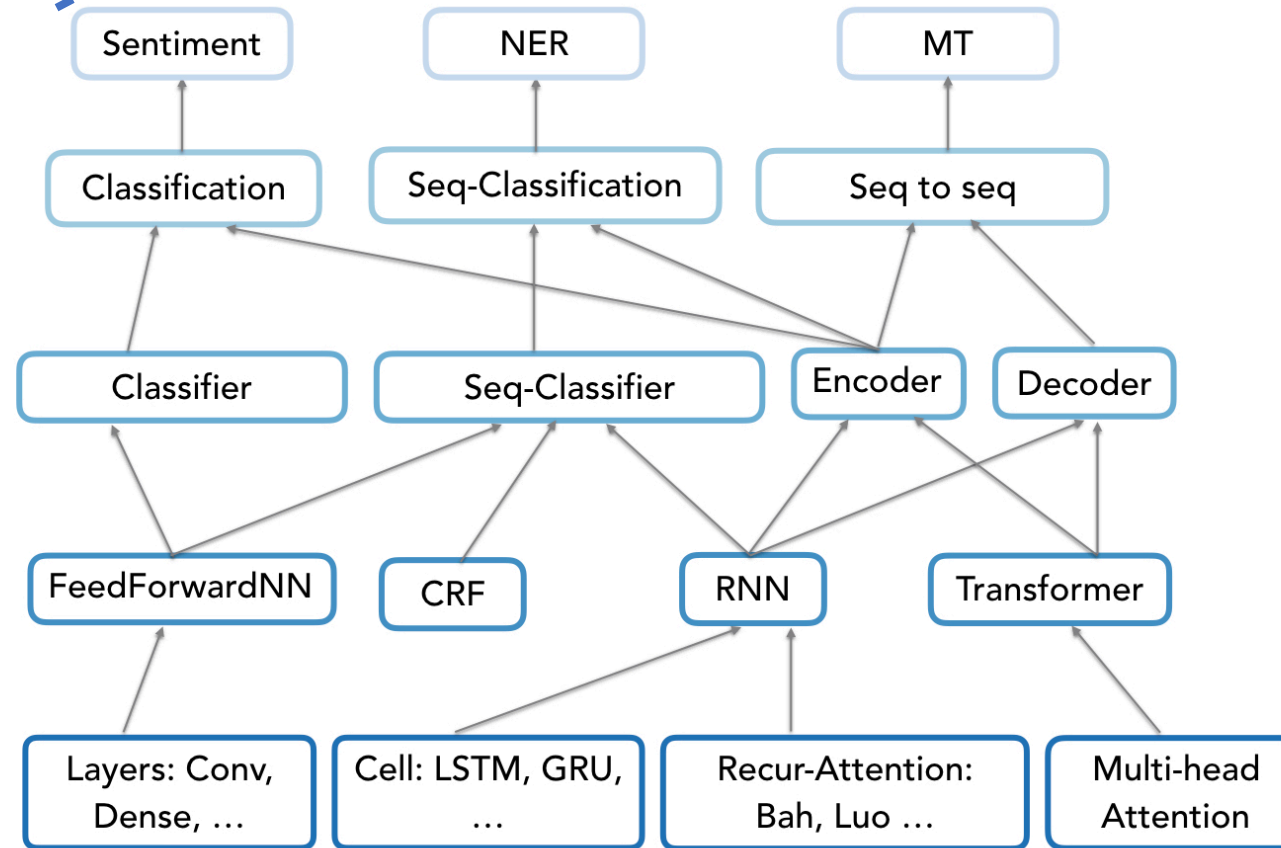 Sentiment
NER
MT
Classification
Seq-Classification
Seq to seq
Classifier
Seq-Classifier
Encoder
Decoder
FeedForwardNN
CRF
RNN
Transformer
Layers: Conv,
Dense, …
Cell: LSTM, GRU,
…
Recur-Attention:
Bah, Luo …
Multi-head
Attention